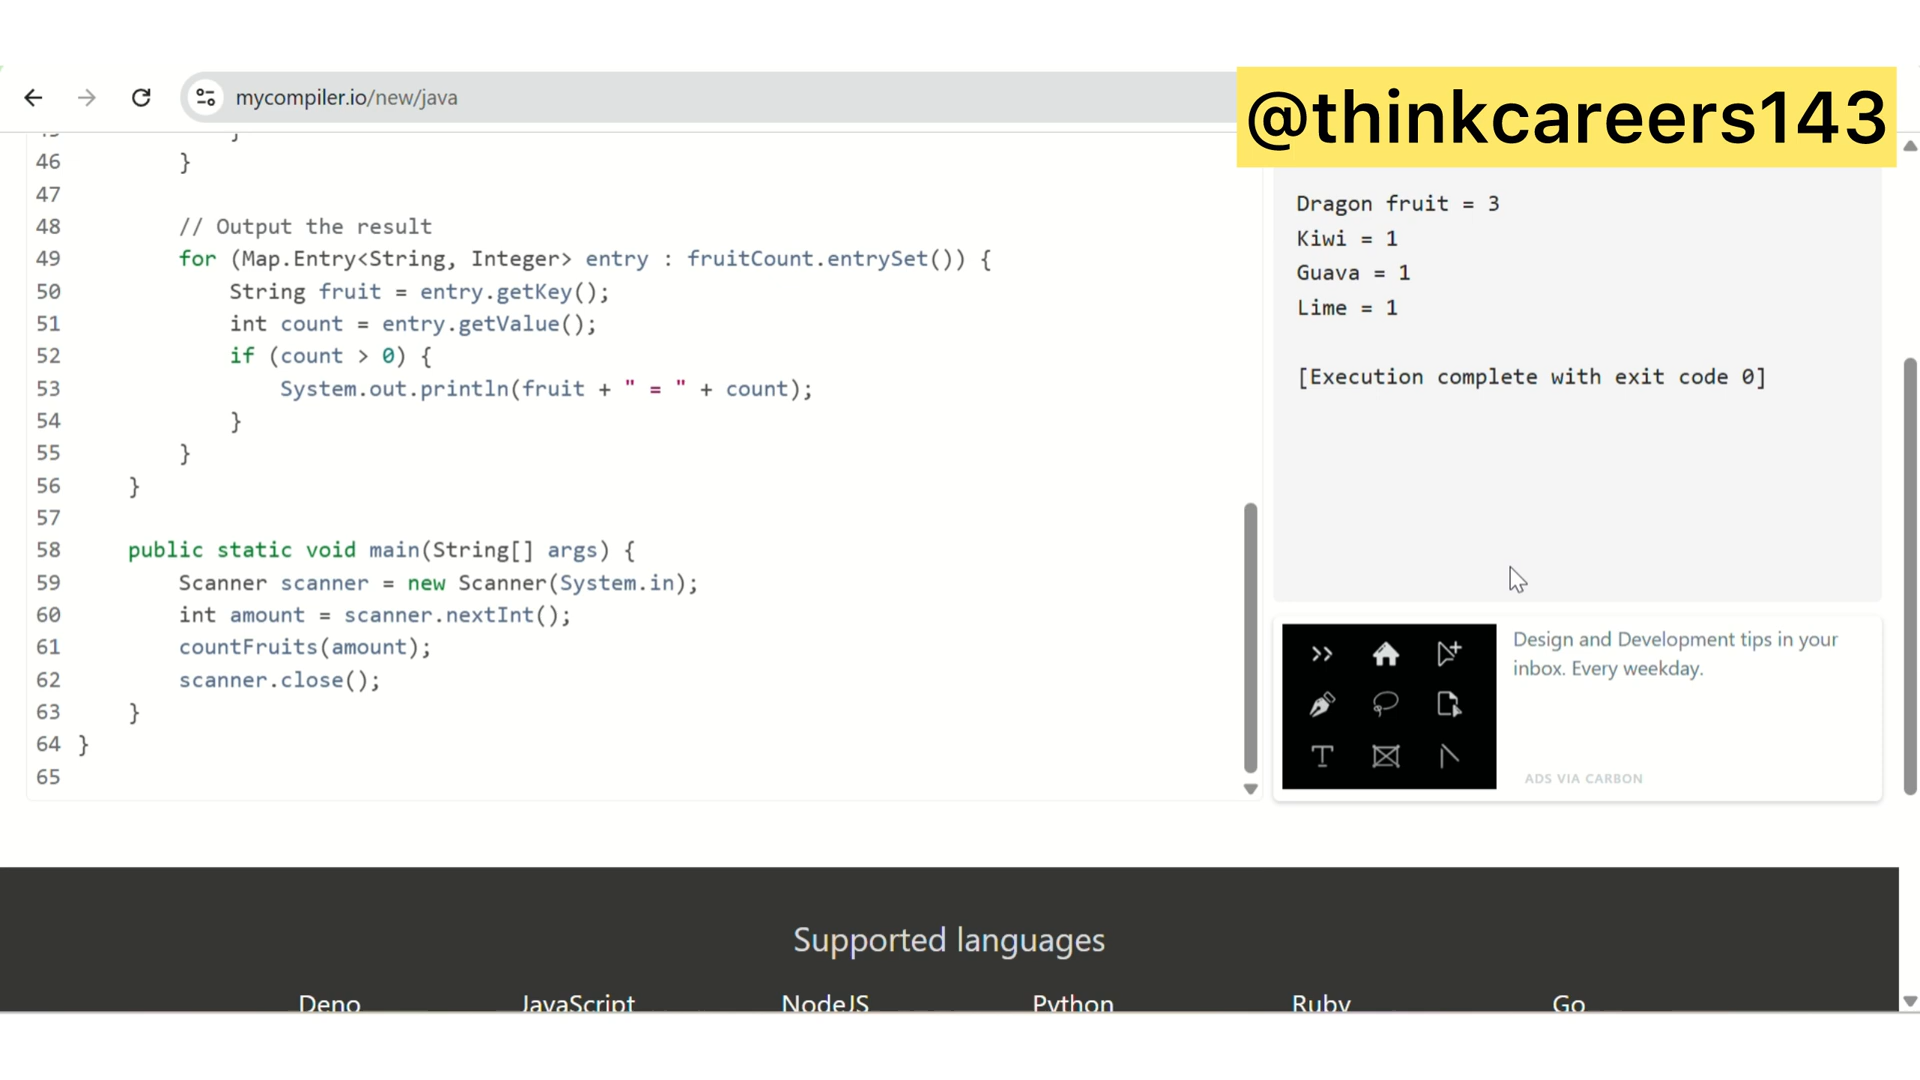 mycompiler.io/new/java
@thinkcareers143
46 }
47
48 // Output the result
49 for (Map.Entry<String, Integer> entry : fruitCount.entrySet()) {
50 String fruit = entry.getKey();
51 int count = entry.getValue();
52 if (count > 0) {
53 System.out.println(fruit + " = " + count);
54 }
55 }
56 }
57
58 public static void main(String[] args) {
59 Scanner scanner = new Scanner(System.in);
60 int amount = scanner.nextInt();
61 countFruits(amount);
62 scanner.close();
63 }
64 }
65
Dragon fruit = 3
Kiwi = 1
Guava = 1
Lime = 1
[Execution complete with exit code 0]
Design and Development tips in your
inbox. Every weekday.
ADS VIA CARBON
Supported languages
Deno JavaScript NodeJS Python Ruby Go